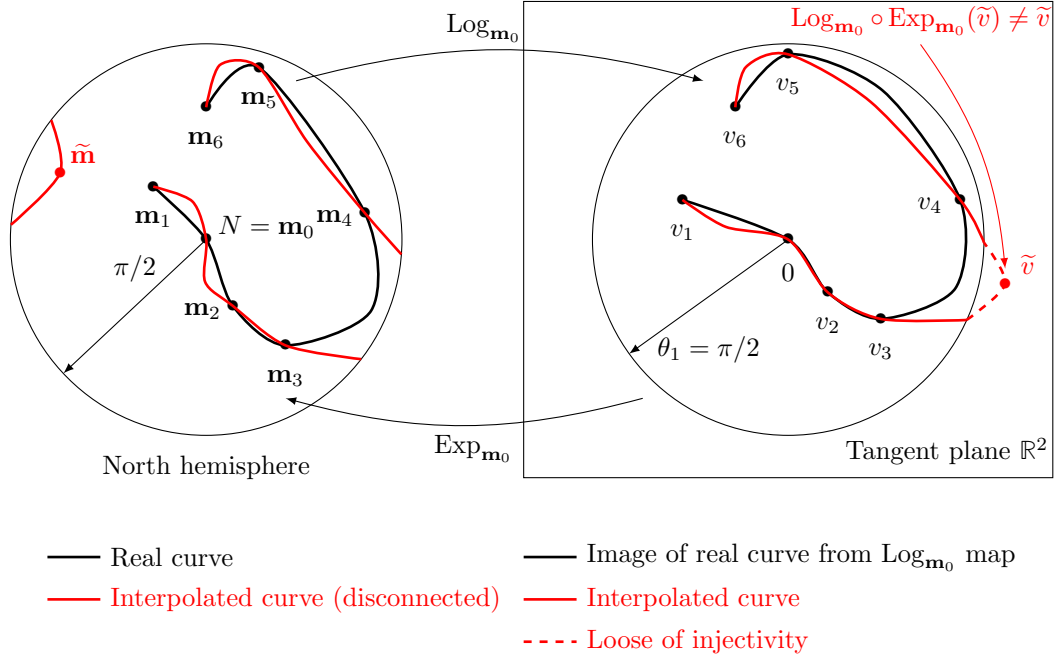 Log_{m_0} ∘ Exp_{m_0}(ṽ) ≠ ṽ
Log_{m_0}
m_5
v_5
m_6
v_6
m̃
m_1
N = m_0
m_4
v_1
v_4
π/2
0
ṽ
m_2
v_2
m_3
θ_1 = π/2
v_3
Exp_{m_0}
North hemisphere
Tangent plane ℝ^2
Real curve
Image of real curve from Log_{m_0} map
Interpolated curve (disconnected)
Interpolated curve
Loose of injectivity